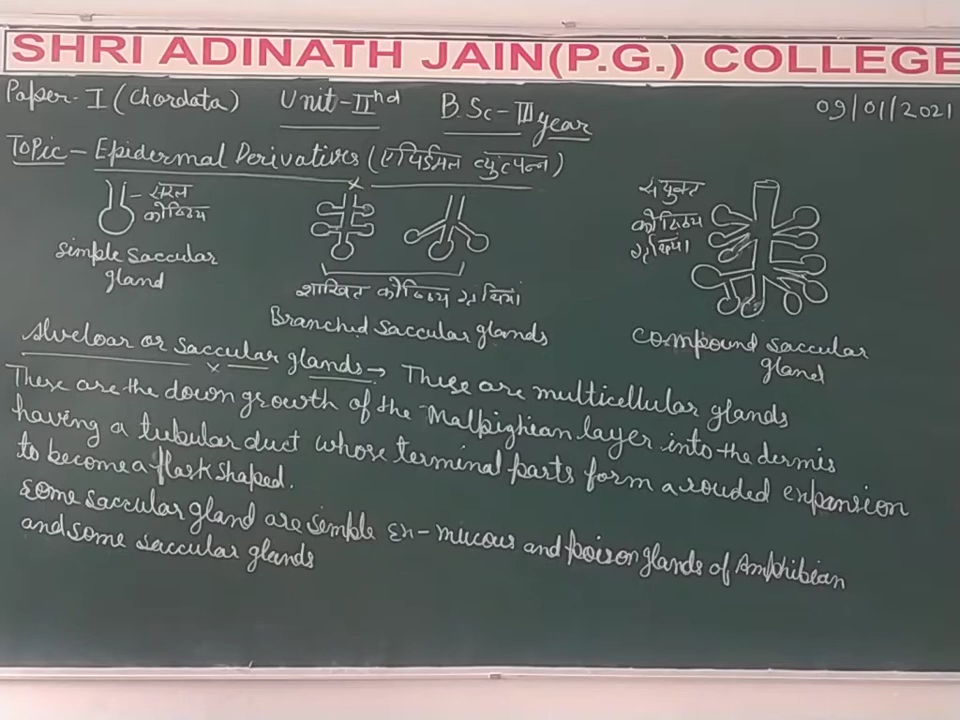 SHRI ADINATH JAIN(P.G.) COLLEGE
Paper-I (Chordata) Unit-IInd B.Sc-III year 09/01/2021
Topic - Epidermal Derivatives (एपिडर्मल व्युत्पन्न)
सरल
कोष्ठिय
simple saccular
gland
शाखित कोष्ठिय ग्रन्थियां
Branched saccular glands
संयुक्त
कोष्ठिय
ग्रन्थियां
compound saccular
gland
Alveloar or saccular glands → These are multicellular glands
These are the down growth of the Malpighian layer into the dermis
having a tubular duct whose terminal parts form a rouded expansion
to become a flask shaped.
some saccular gland are simple Ex- mucous and poison glands of Amphibian
and some saccular glands